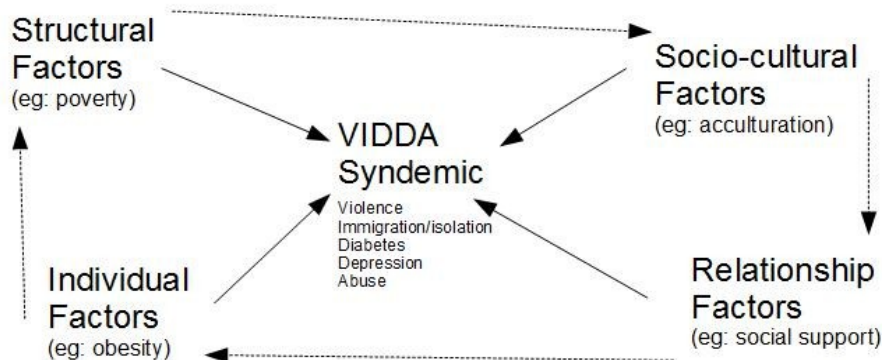 Structural
Factors
(eg: poverty)
Socio-cultural
Factors
(eg: acculturation)
VIDDA
Syndemic
Violence
Immigration/isolation
Diabetes
Depression
Abuse
Individual
Factors
(eg: obesity)
Relationship
Factors
(eg: social support)